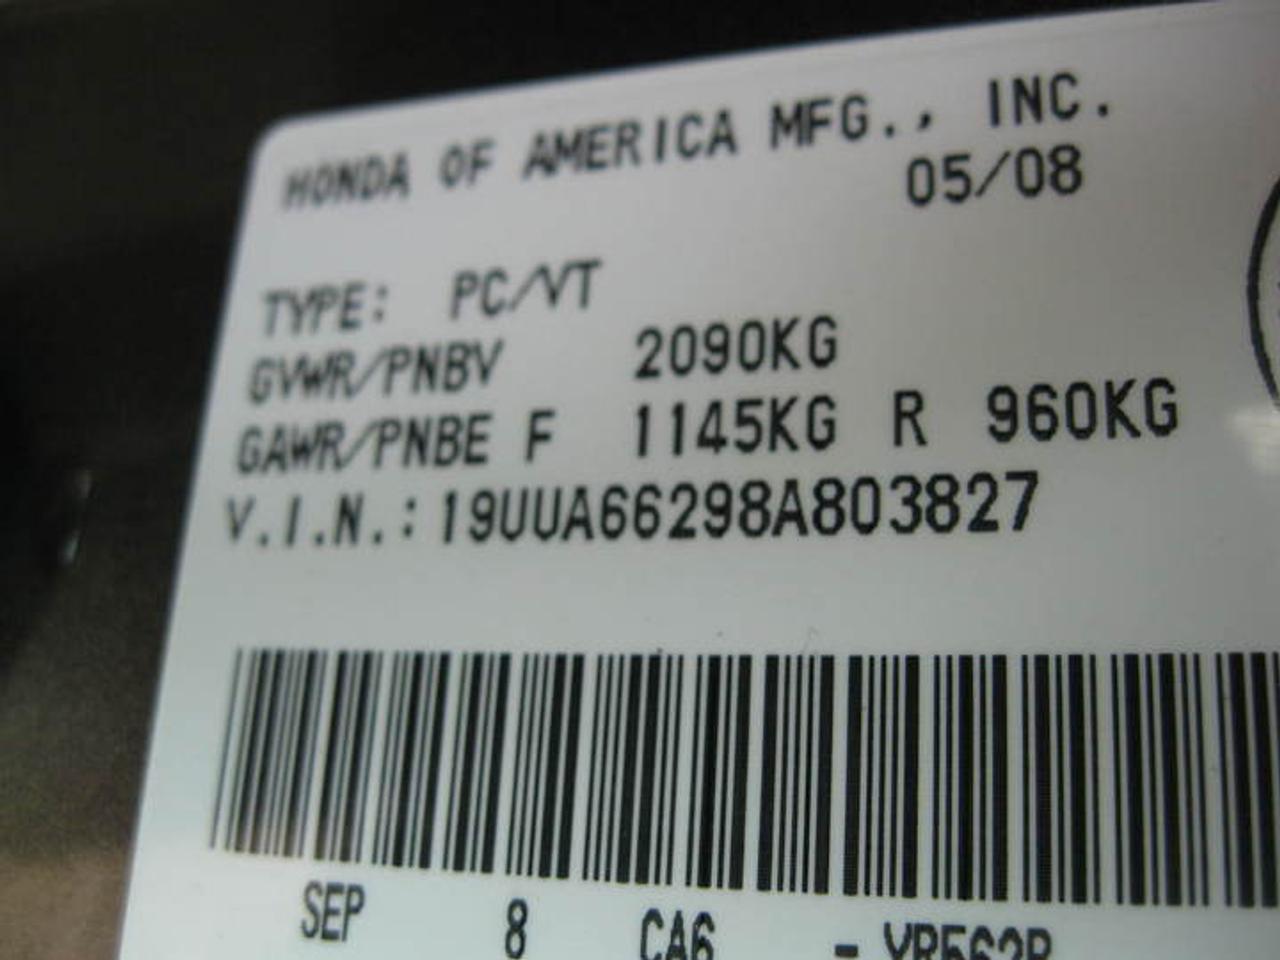 HONDA OF AMERICA MFG., INC.
05/08
TYPE: PC/VT
GVWR/PNBV 2090KG
GAWR/PNBE F 1145KG R 960KG
V.I.N.: 19UUA66298A803827
SEP 8 CA6 -